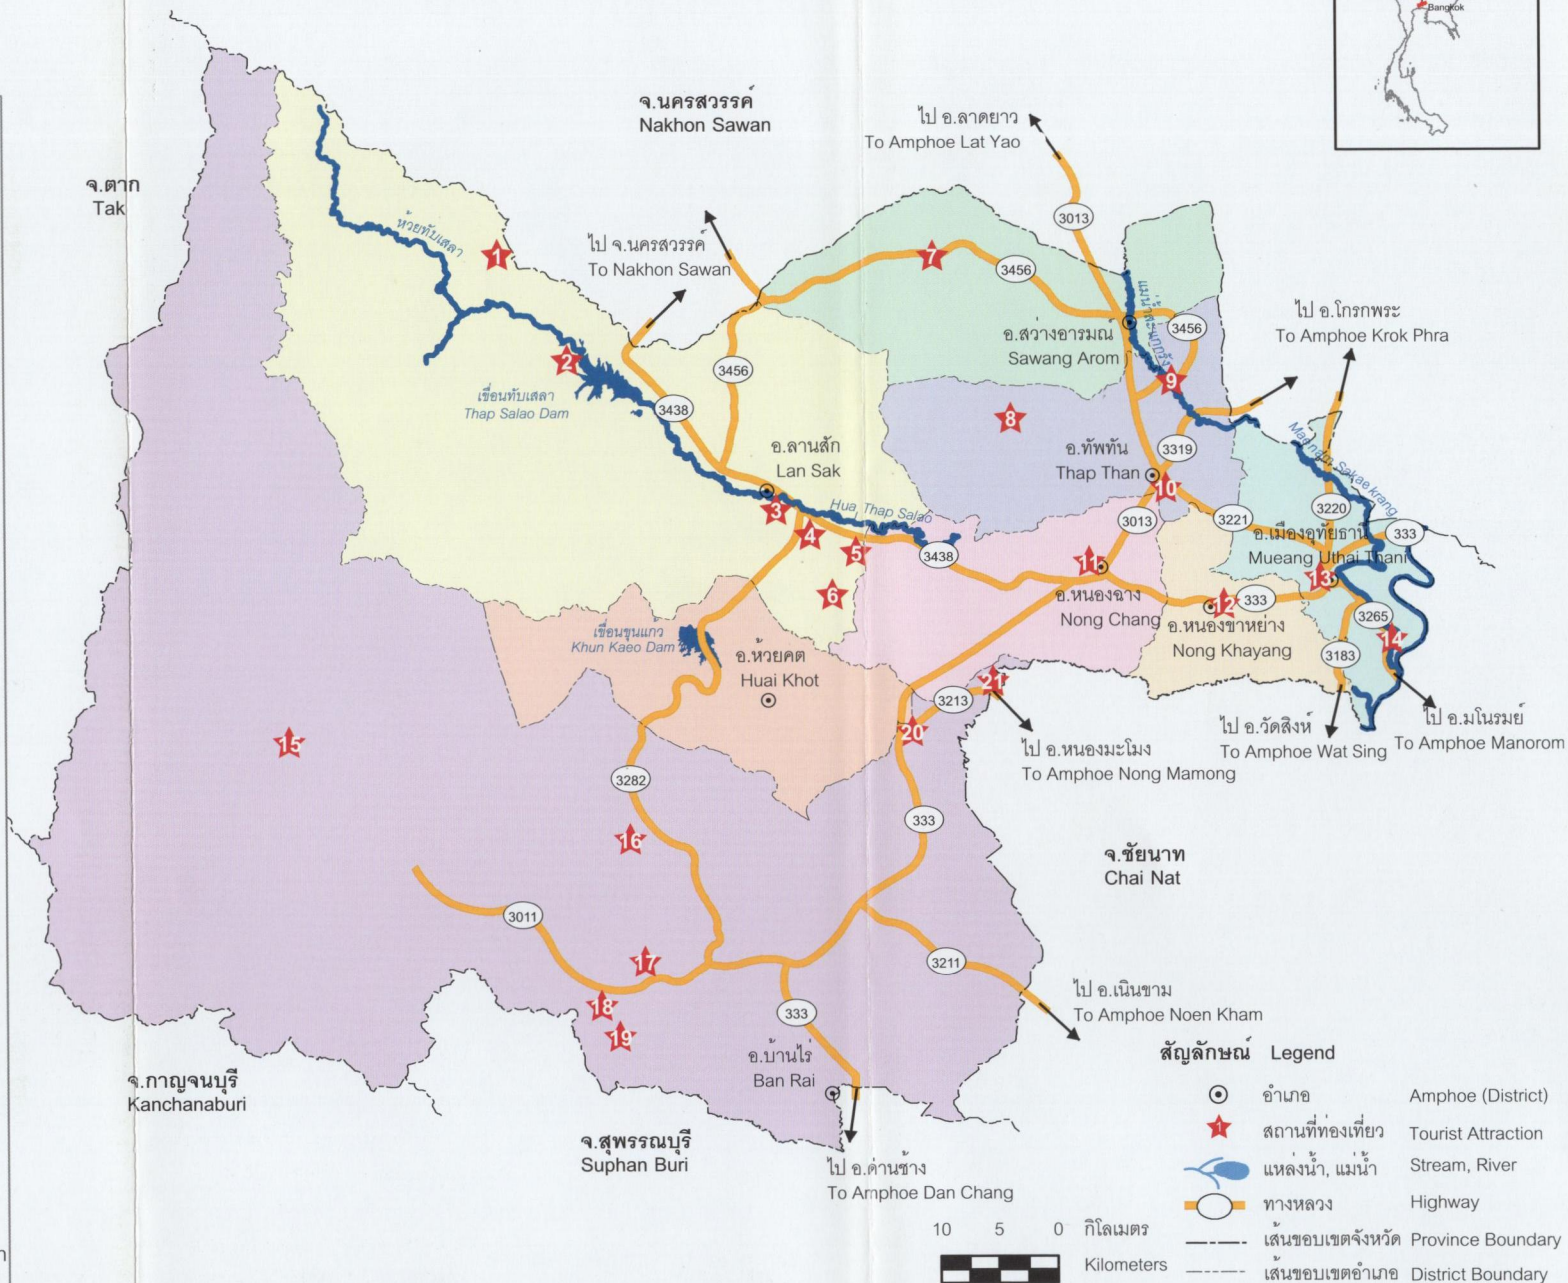 Bangkok
จ.นครสวรรค์
Nakhon Sawan
ไป อ.ลาดยาว
To Amphoe Lat Yao
จ.ตาก
Tak
ห้วยทับเสลา
1
ไป จ.นครสวรรค์
To Nakhon Sawan
7
3013
3456
3456
อ.สว่างอารมณ์
Sawang Arom
ไป อ.โกรกพระ
To Amphoe Krok Phra
2
เขื่อนทับเสลา
Thap Salao Dam
3456
3438
9
8
3319
อ.ทัพทัน
Thap Than
10
อ.ลานสัก
Lan Sak
3
4
5
6
Hua Thap Salao
3438
3013
3221
Maenam Sakae krang
3220
333
อ.เมืองอุทัยธานี
Mueang Uthai Thani
13
11
อ.หนองฉาง
Nong Chang
12
333
อ.หนองขาหย่าง
Nong Khayang
3265
14
3183
เขื่อนขุนแก้ว
Khun Kaeo Dam
อ.ห้วยคต
Huai Khot
21
3213
20
ไป อ.หนองมะโมง
To Amphoe Nong Mamong
ไป อ.วัดสิงห์
To Amphoe Wat Sing
ไป อ.มโนรมย์
To Amphoe Manorom
15
3282
16
333
จ.ชัยนาท
Chai Nat
3011
17
18
19
3211
333
ไป อ.เนินขาม
To Amphoe Noen Kham
อ.บ้านไร่
Ban Rai
จ.กาญจนบุรี
Kanchanaburi
จ.สุพรรณบุรี
Suphan Buri
ไป อ.ด่านช้าง
To Amphoe Dan Chang
สัญลักษณ์ Legend
อำเภอ Amphoe (District)
1 สถานที่ท่องเที่ยว Tourist Attraction
แหล่งน้ำ, แม่น้ำ Stream, River
ทางหลวง Highway
เส้นขอบเขตจังหวัด Province Boundary
เส้นขอบเขตอำเภอ District Boundary
10 5 0 กิโลเมตร
Kilometers